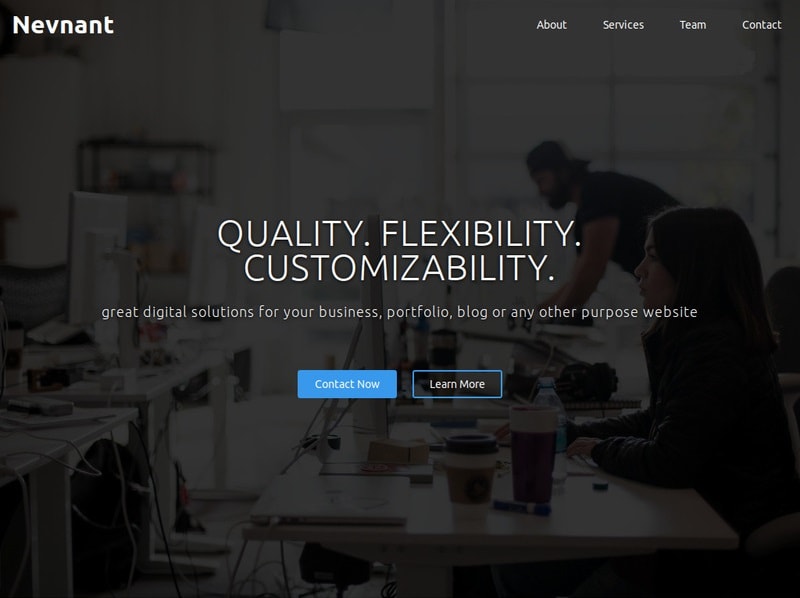 Nevnant
About Services Team Contact
QUALITY. FLEXIBILITY.
CUSTOMIZABILITY.
great digital solutions for your business, portfolio, blog or any other purpose website
Contact Now Learn More